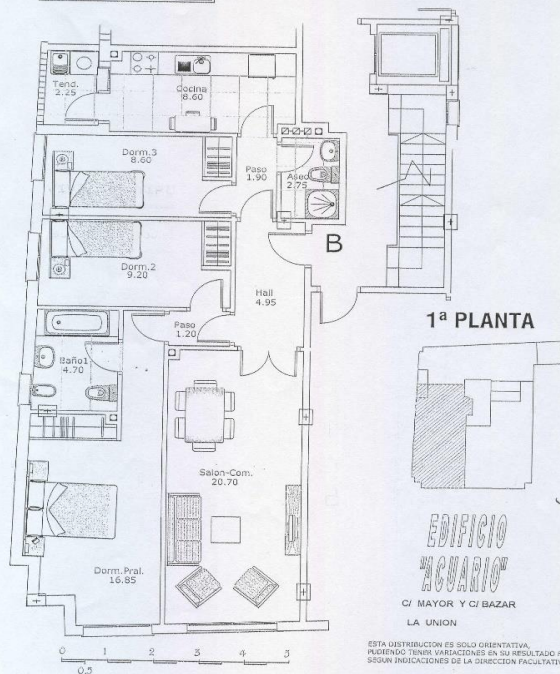 Tend.
2.25
Cocina
8.60
Dorm.3
8.60
Paso
1.90
Aseo
2.75
B
Dorm.2
9.20
Hall
4.95
Paso
1.20
Baño1
4.70
Salon-Com.
20.70
Dorm.Pral.
16.85
0 1 2 3 4 5
0,5
1ª PLANTA
EDIFICIO
"ACUARIO"
C/ MAYOR Y C/ BAZAR
LA UNION
ESTA DISTRIBUCION ES SOLO ORIENTATIVA,
PUDIENDO TENER VARIACIONES EN SU RESULTADO
SEGUN INDICACIONES DE LA DIRECCION FACULTATIV